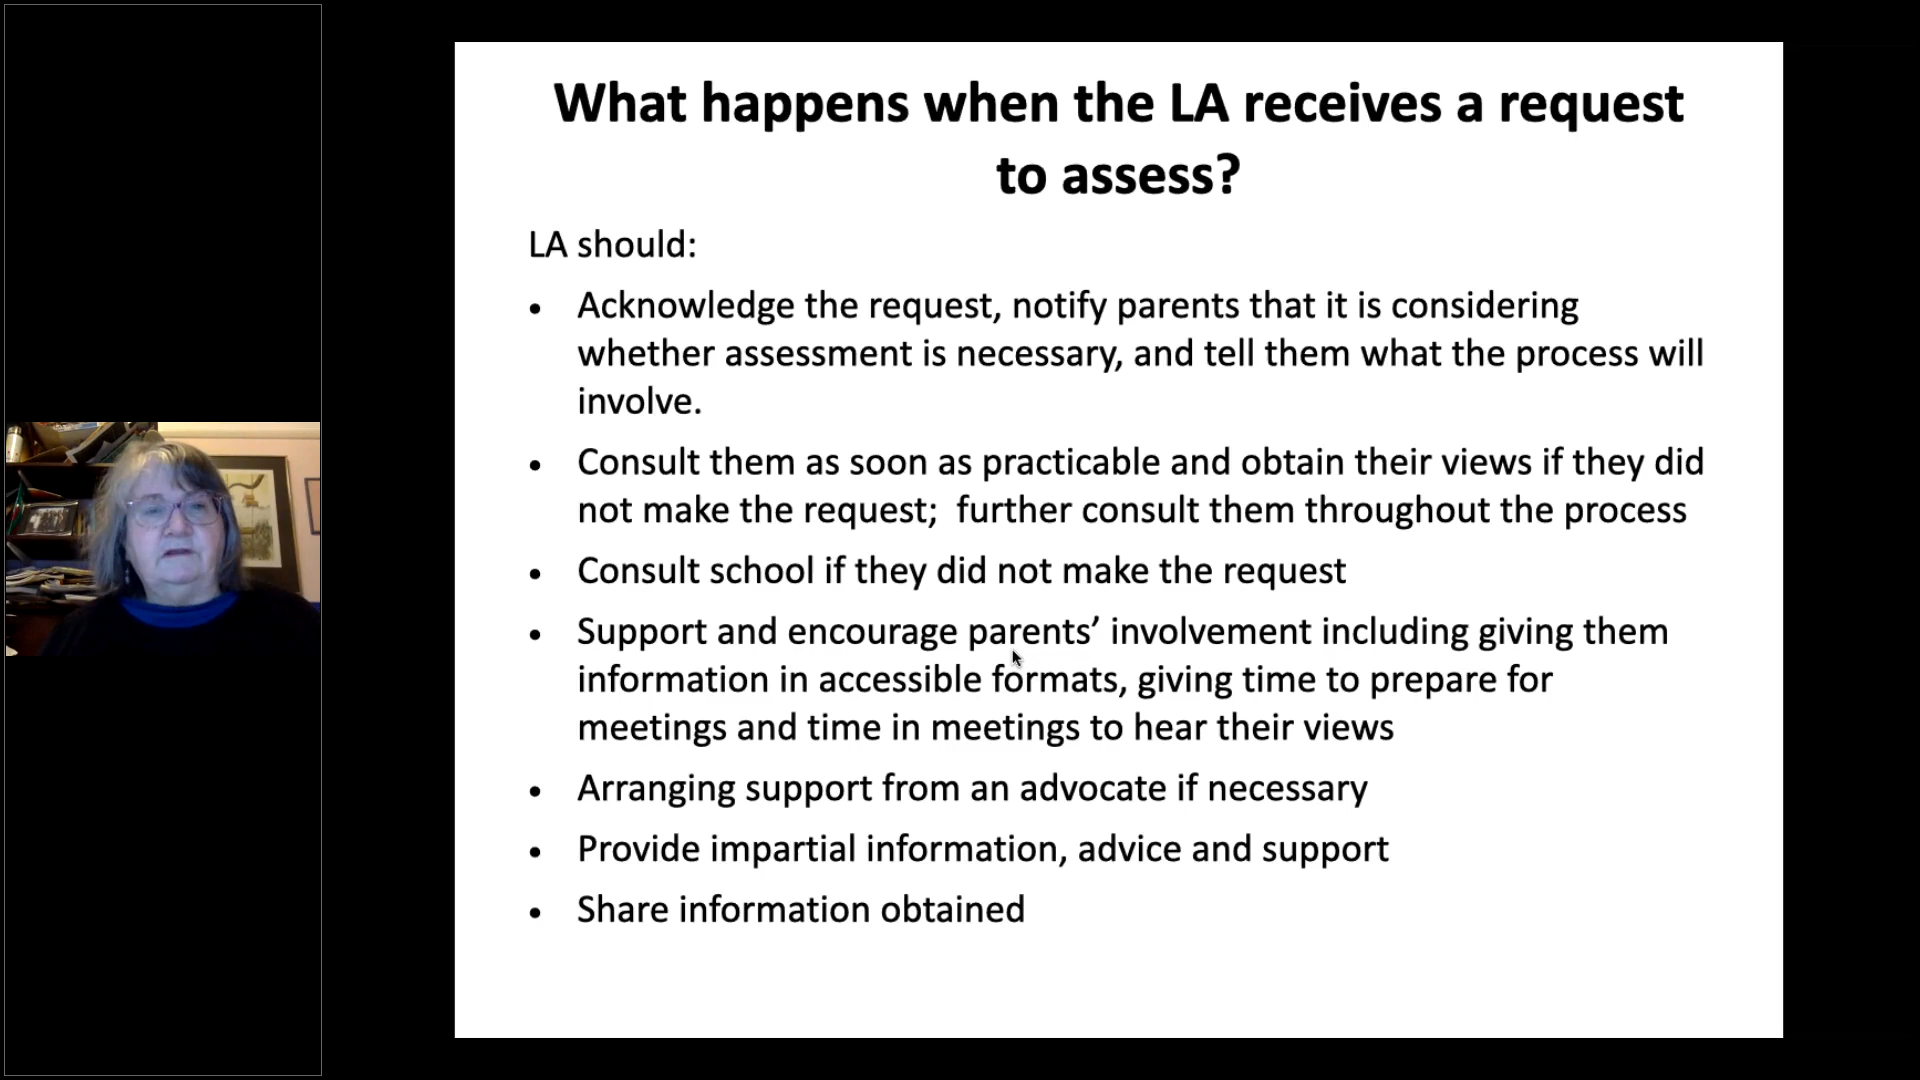 What happens when the LA receives a request
to assess?
LA should:
• Acknowledge the request, notify parents that it is considering
whether assessment is necessary, and tell them what the process will
involve.
• Consult them as soon as practicable and obtain their views if they did
not make the request;  further consult them throughout the process
• Consult school if they did not make the request
• Support and encourage parents’ involvement including giving them
information in accessible formats, giving time to prepare for
meetings and time in meetings to hear their views
• Arranging support from an advocate if necessary
• Provide impartial information, advice and support
• Share information obtained